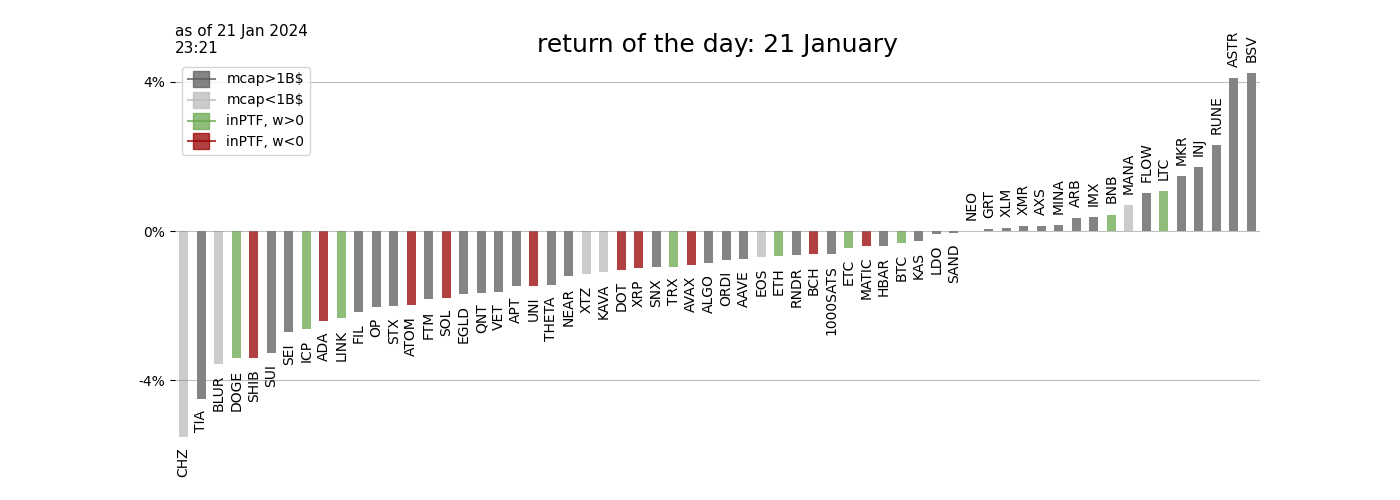 as of 21 Jan 2024
23:21
return of the day: 21 January
mcap>1B$
mcap<1B$
inPTF, w>0
inPTF, w<0
4%
0%
-4%
CHZ
TIA
BLUR
DOGE
SHIB
SUI
SEI
ICP
ADA
LINK
FIL
OP
STX
ATOM
FTM
SOL
EGLD
QNT
VET
APT
UNI
THETA
NEAR
XTZ
KAVA
DOT
XRP
SNX
TRX
AVAX
ALGO
ORDI
AAVE
EOS
ETH
RNDR
BCH
1000SATS
ETC
MATIC
HBAR
BTC
KAS
LDO
SAND
NEO
GRT
XLM
XMR
AXS
MINA
ARB
IMX
BNB
MANA
FLOW
LTC
MKR
INJ
RUNE
ASTR
BSV